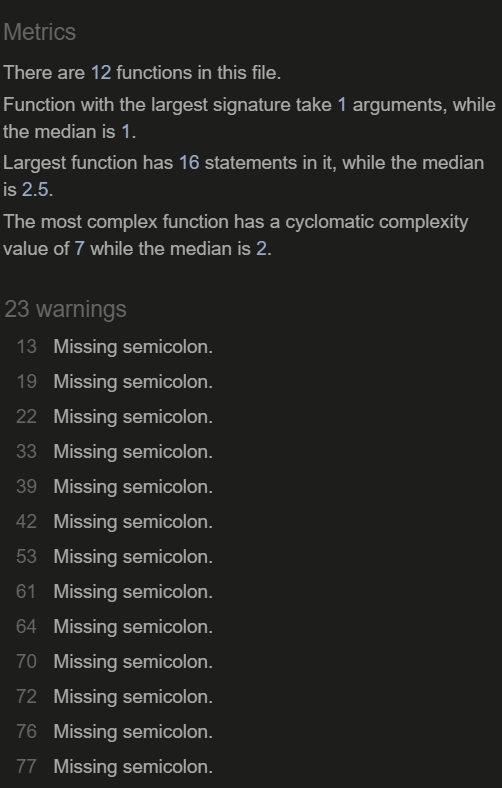 Metrics
There are 12 functions in this file.
Function with the largest signature take 1 arguments, while
the median is 1.
Largest function has 16 statements in it, while the median
is 2.5.
The most complex function has a cyclomatic complexity
value of 7 while the median is 2.
23 warnings
13 Missing semicolon.
19 Missing semicolon.
22 Missing semicolon.
33 Missing semicolon.
39 Missing semicolon.
42 Missing semicolon.
53 Missing semicolon.
61 Missing semicolon.
64 Missing semicolon.
70 Missing semicolon.
72 Missing semicolon.
76 Missing semicolon.
77 Missing semicolon.